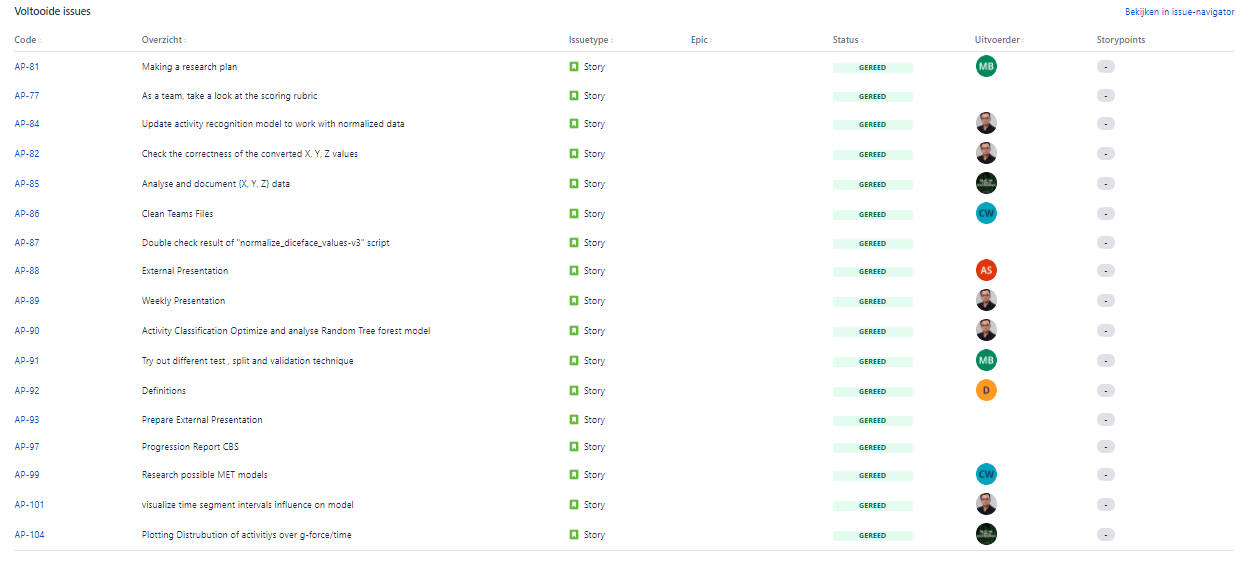 Voltooide issues Bekijken in issue-navigator
Code Overzicht Issuetype Epic Status Uitvoerder Storypoints
AP-81 Making a research plan Story GEREED MB -
AP-77 As a team, take a look at the scoring rubric Story GEREED -
AP-84 Update activity recognition model to work with normalized data Story GEREED -
AP-82 Check the correctness of the converted X, Y, Z values Story GEREED -
AP-85 Analyse and document {X, Y, Z} data Story GEREED -
AP-86 Clean Teams Files Story GEREED CW -
AP-87 Double check result of "normalize_diceface_values-v3" script Story GEREED -
AP-88 External Presentation Story GEREED AS -
AP-89 Weekly Presentation Story GEREED -
AP-90 Activity Classification Optimize and analyse Random Tree forest model Story GEREED -
AP-91 Try out different test , split and validation technique Story GEREED MB -
AP-92 Definitions Story GEREED D -
AP-93 Prepare External Presentation Story GEREED -
AP-97 Progression Report CBS Story GEREED -
AP-99 Research possible MET models Story GEREED CW -
AP-101 visualize time segment intervals influence on model Story GEREED -
AP-104 Plotting Distrubution of activitiys over g-force/time Story GEREED -